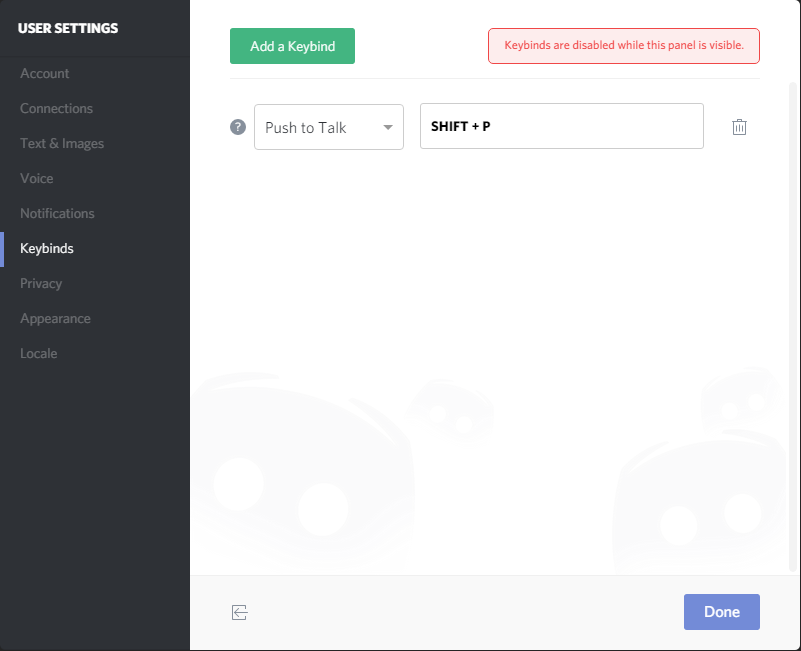 USER SETTINGS
Account
Connections
Text & Images
Voice
Notifications
Keybinds
Privacy
Appearance
Locale
Add a Keybind
Keybinds are disabled while this panel is visible.
?
Push to Talk
SHIFT + P
Done